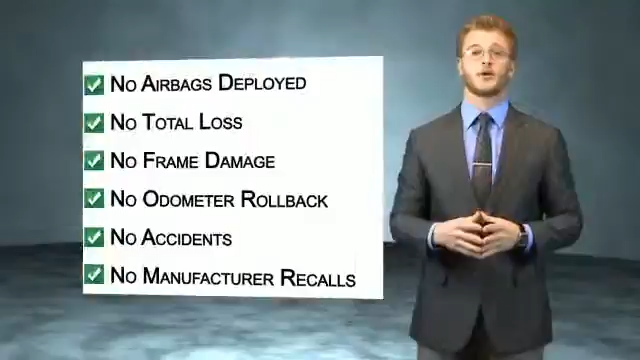 No Airbags Deployed
No Total Loss
No Frame Damage
No Odometer Rollback
No Accidents
No Manufacturer Recalls